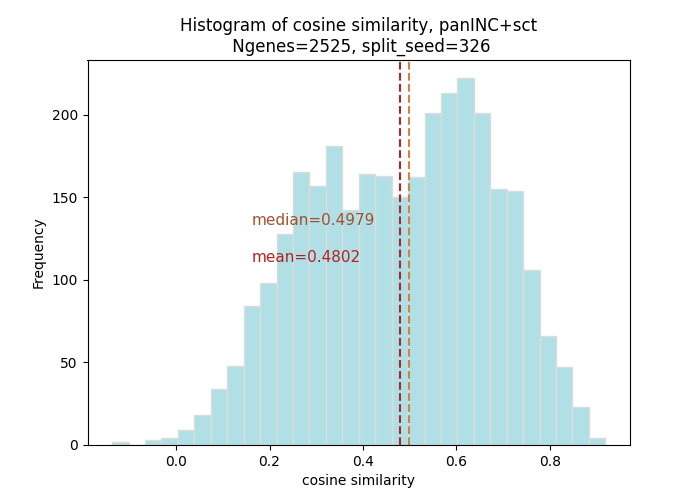 Histogram of cosine similarity, panINC+sct
Ngenes=2525, split_seed=326
Frequency
200
150
100
50
0
median=0.4979
mean=0.4802
0.0 0.2 0.4 0.6 0.8
cosine similarity